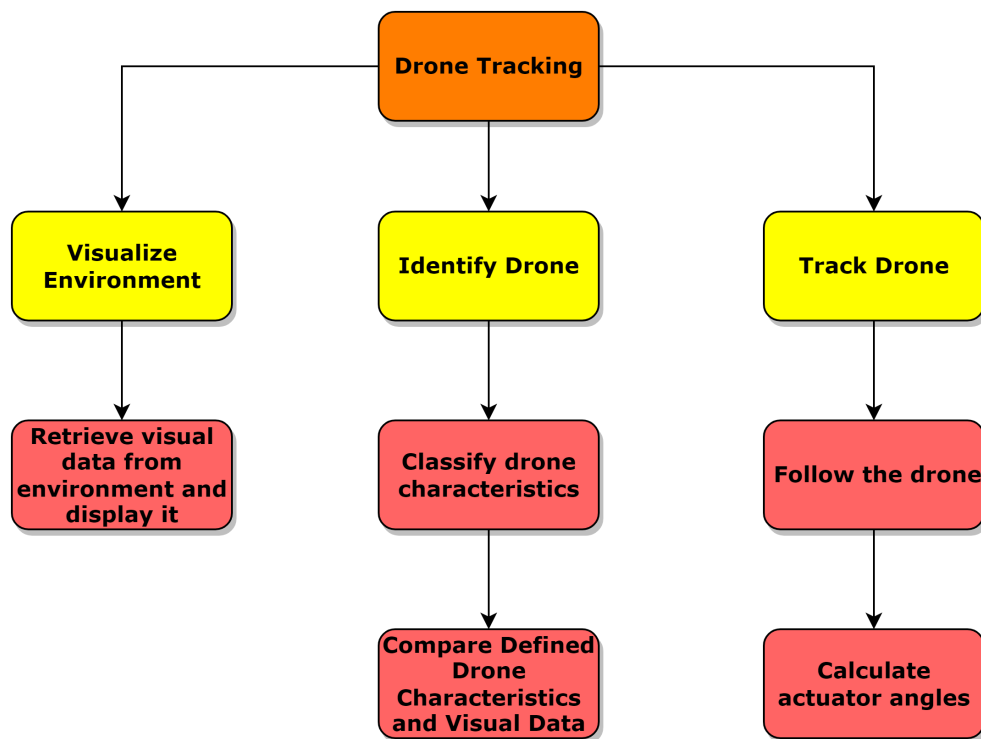 Drone Tracking
Visualize
Environment
Identify Drone
Track Drone
Retrieve visual
data from
environment and
display it
Classify drone
characteristics
Follow the drone
Compare Defined
Drone
Characteristics
and Visual Data
Calculate
actuator angles